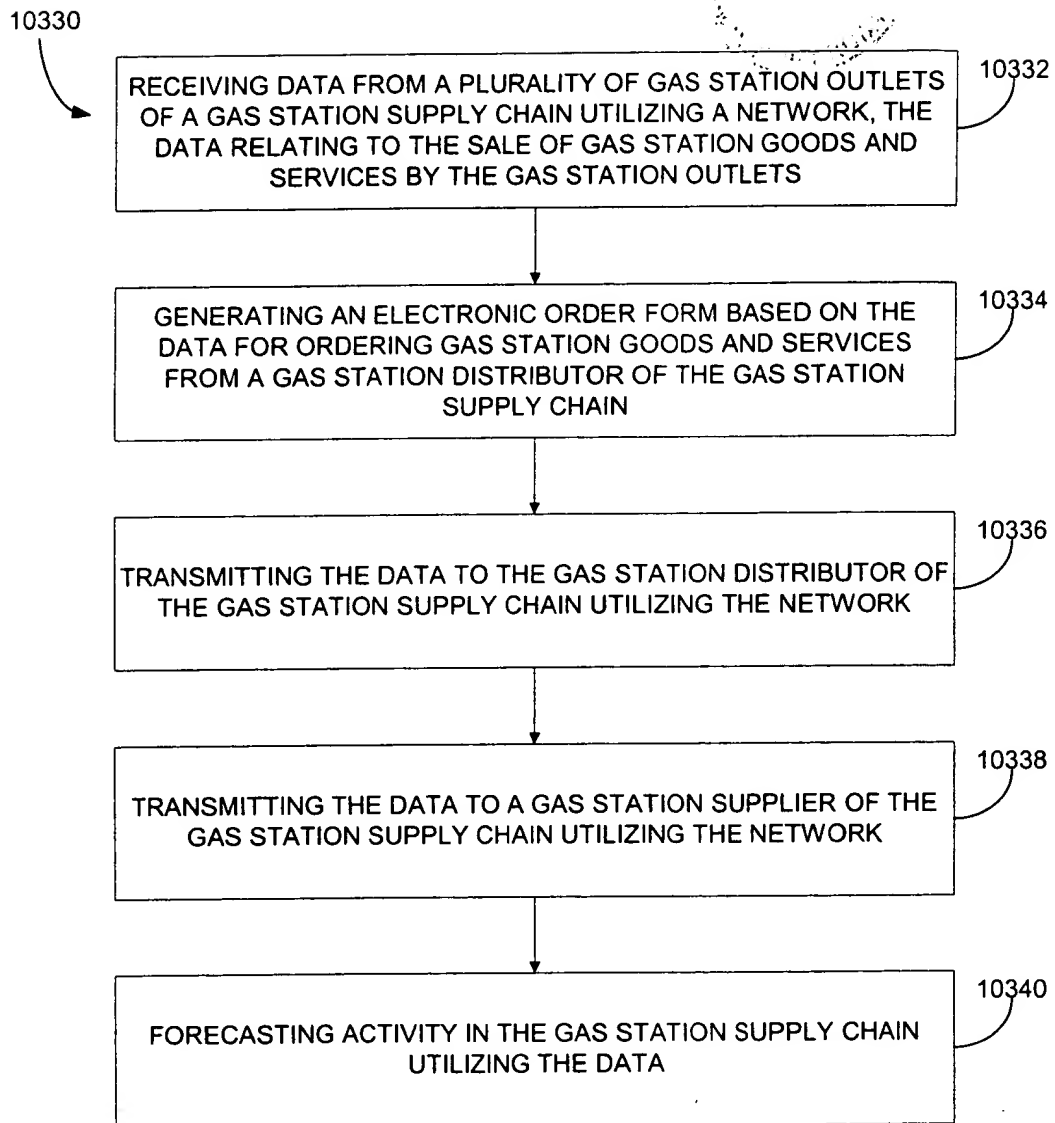 10330
RECEIVING DATA FROM A PLURALITY OF GAS STATION OUTLETS
OF A GAS STATION SUPPLY CHAIN UTILIZING A NETWORK, THE
DATA RELATING TO THE SALE OF GAS STATION GOODS AND
SERVICES BY THE GAS STATION OUTLETS
10332
GENERATING AN ELECTRONIC ORDER FORM BASED ON THE
DATA FOR ORDERING GAS STATION GOODS AND SERVICES
FROM A GAS STATION DISTRIBUTOR OF THE GAS STATION
SUPPLY CHAIN
10334
TRANSMITTING THE DATA TO THE GAS STATION DISTRIBUTOR OF
THE GAS STATION SUPPLY CHAIN UTILIZING THE NETWORK
10336
TRANSMITTING THE DATA TO A GAS STATION SUPPLIER OF THE
GAS STATION SUPPLY CHAIN UTILIZING THE NETWORK
10338
FORECASTING ACTIVITY IN THE GAS STATION SUPPLY CHAIN
UTILIZING THE DATA
10340